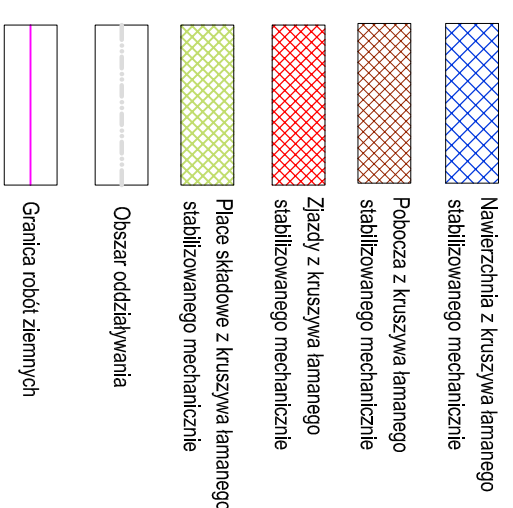 Nawierzchnia z kruszywa łamanego
stabilizowanego mechanicznie
Pobocza z kruszywa łamanego
stabilizowanego mechanicznie
Zjazdy z kruszywa łamanego
stabilizowanego mechanicznie
Place składowe z kruszywa łamanego
stabilizowanego mechanicznie
Obszar oddziaływania
Granica robót ziemnych